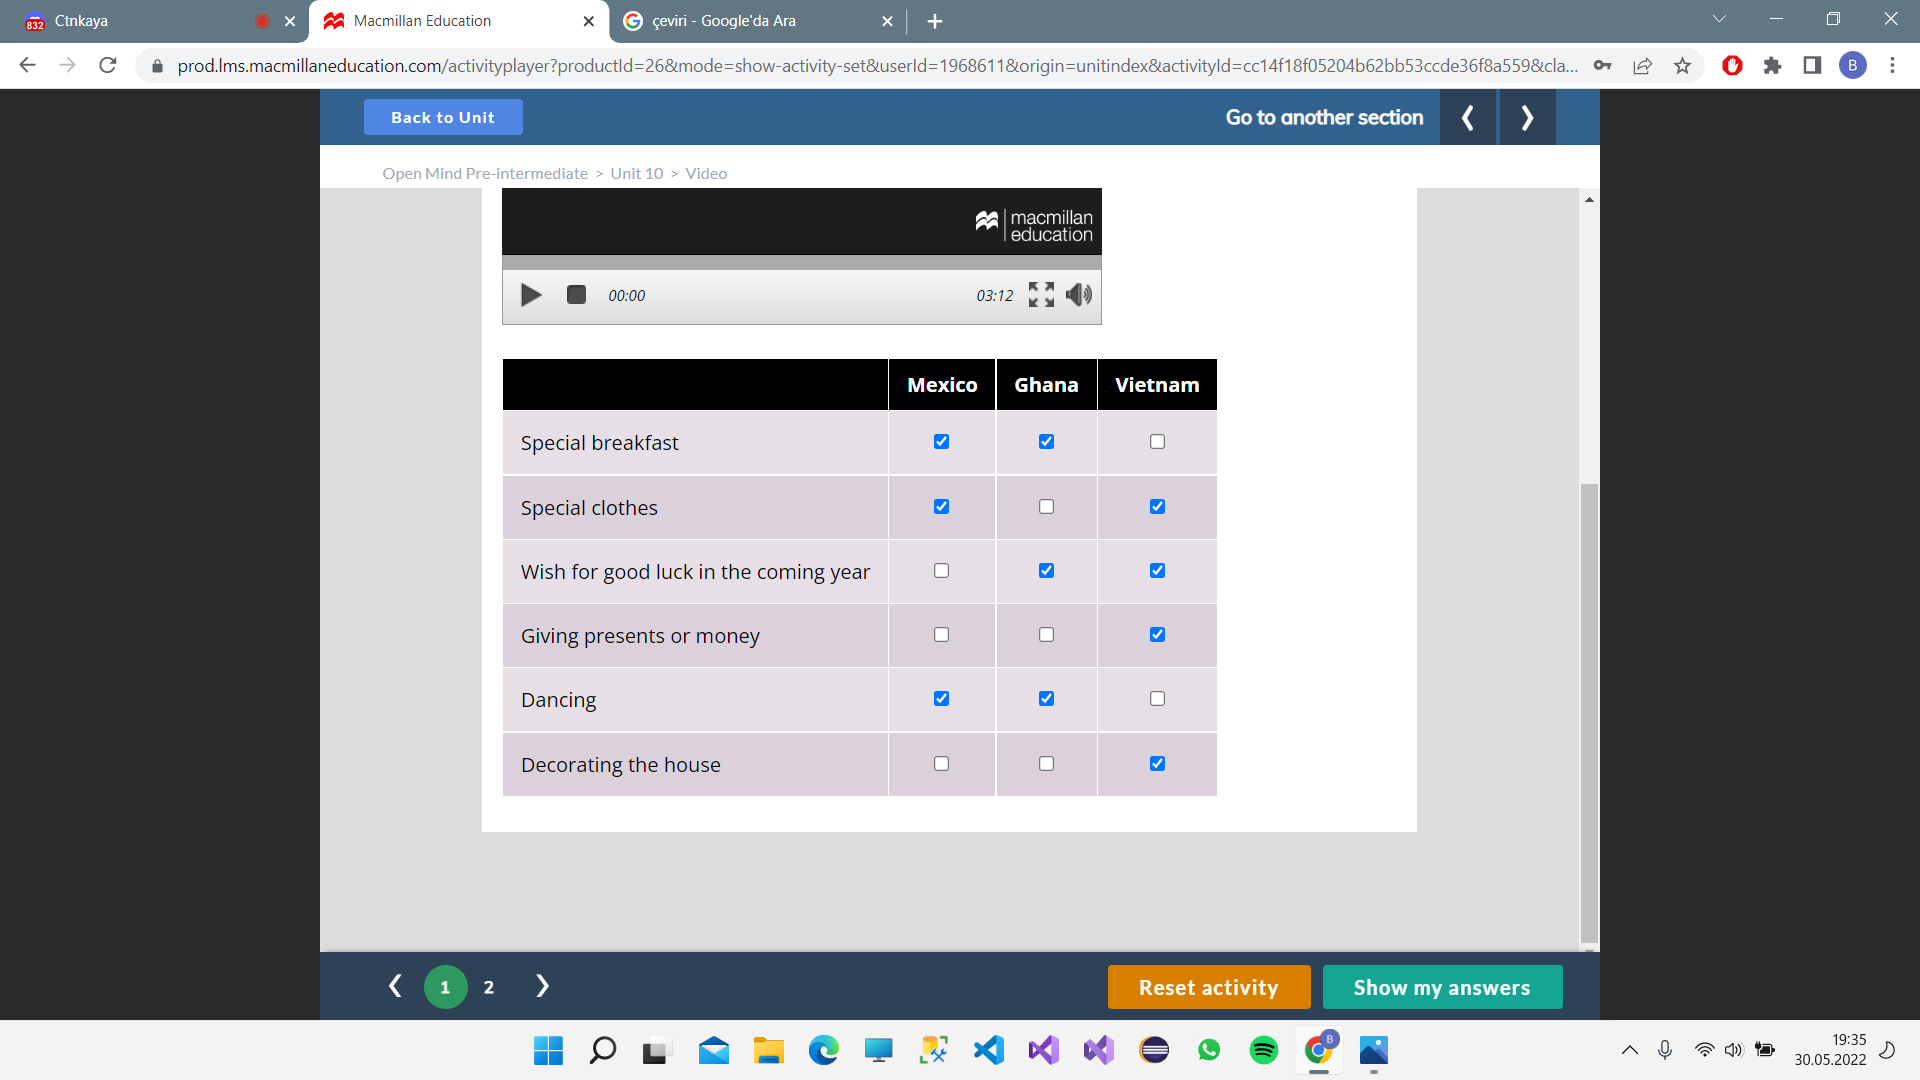 832 Ctnkaya
Macmillan Education
çeviri - Google'da Ara
prod.lms.macmillaneducation.com/activityplayer?productId=26&mode=show-activity-set&userId=1968611&origin=unitindex&activityId=cc14f18f05204b62bb53ccde36f8a559&cla...
B
Back to Unit
Go to another section
Open Mind Pre-intermediate > Unit 10 > Video
macmillan
education
00:00
03:12
Mexico Ghana Vietnam
Special breakfast
Special clothes
Wish for good luck in the coming year
Giving presents or money
Dancing
Decorating the house
1 2
Reset activity
Show my answers
B
19:35
30.05.2022